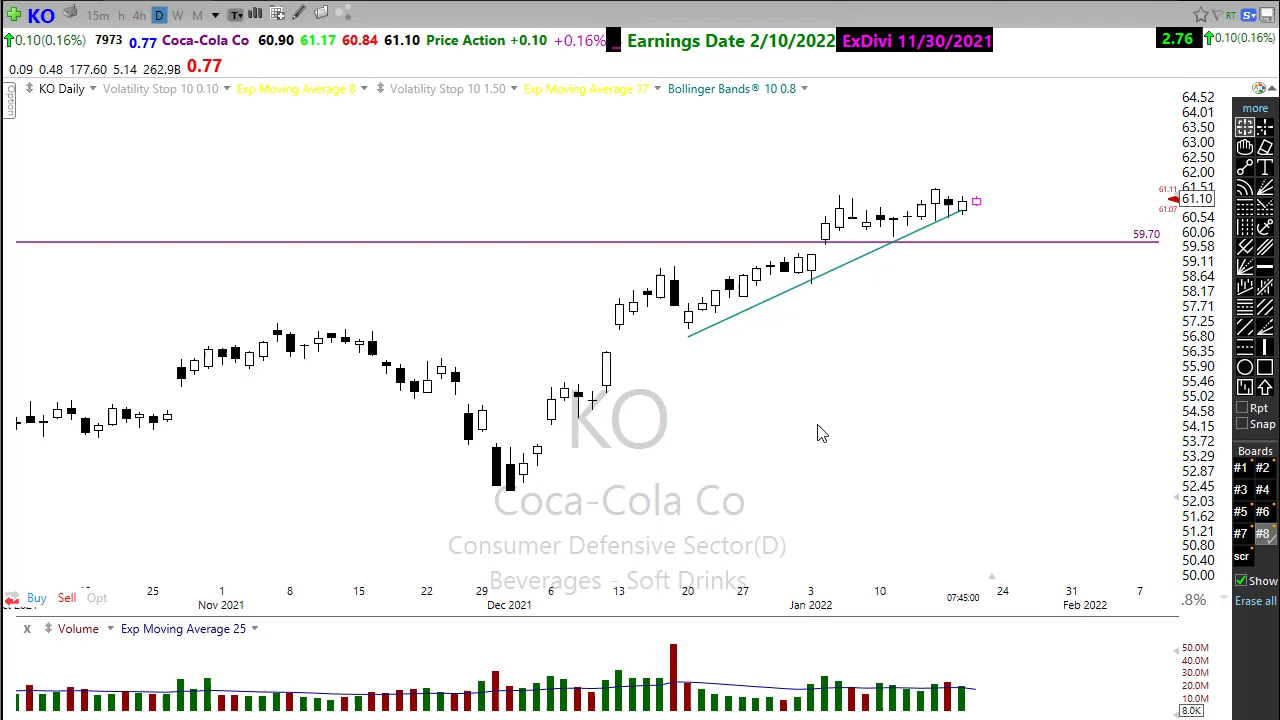 KO 15m h 4h D W M T RT S
0.10(0.16%) 7973 0.77 Coca-Cola Co 60.90 61.17 60.84 61.10 Price Action +0.10 +0.16% ... Earnings Date 2/10/2022 ExDivi 11/30/2021 2.76 0.10(0.16%)
0.09 0.48 177.60 5.14 262.9B 0.77
Option
KO Daily Volatility Stop 10 0.10 Exp Moving Average 8 Volatility Stop 10 1.50 Exp Moving Average 17 Bollinger Bands® 10 0.8
64.52
64.01
63.50
63.00
62.50
62.00
61.51
61.11
61.10
61.07
60.54
60.06
59.70
59.58
59.11
58.64
58.17
57.71
57.25
56.80
56.35
55.90
55.46
55.02
54.58
54.15
53.72
53.29
52.87
52.45
52.03
51.62
51.21
50.80
50.40
50.00
.8%
KO
Coca-Cola Co
Consumer Defensive Sector(D)
Beverages - Soft Drinks
25 1 8 15 22 29 6 13 20 27 3 10 07:45:00 24 31 7
Nov 2021 Dec 2021 Jan 2022 Feb 2022
Buy Sell Opt
X Volume Exp Moving Average 25
50.0M
40.0M
30.0M
20.0M
10.0M
8.0K
more
T
Rpt
Snap
Boards
#1 #2
#3 #4
#5 #6
#7 #8
scr
Show
Erase all